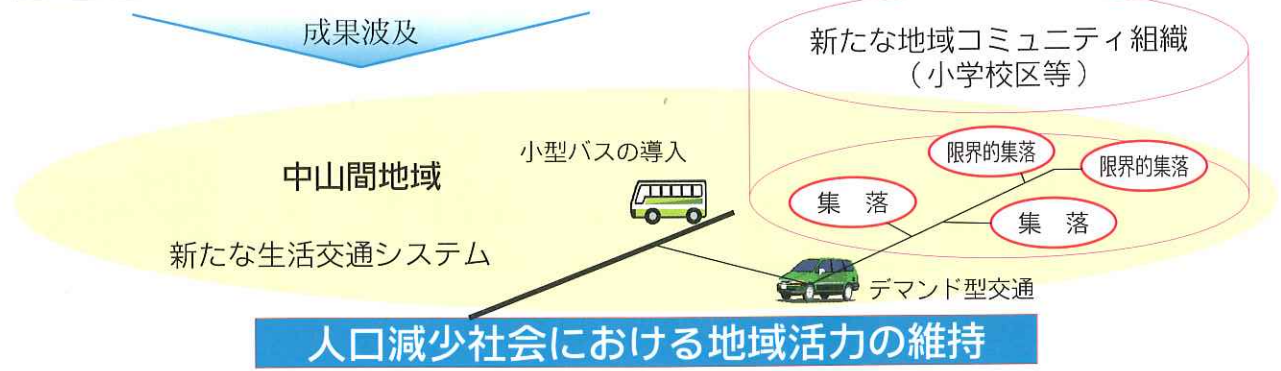 成果波及
新たな地域コミュニティ組織
（小学校区等）
小型バスの導入
中山間地域
限界的集落
限界的集落
集　落
集　落
新たな生活交通システム
デマンド型交通
人口減少社会における地域活力の維持